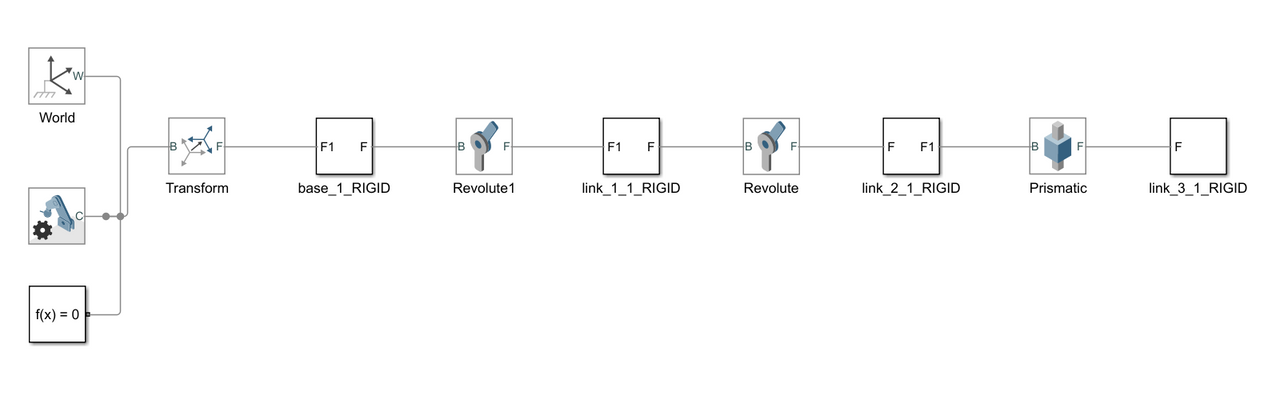 W
World
B F
Transform
F1 F
base_1_RIGID
B F
Revolute1
F1 F
link_1_1_RIGID
B F
Revolute
F F1
link_2_1_RIGID
B F
Prismatic
F
link_3_1_RIGID
C
f(x) = 0